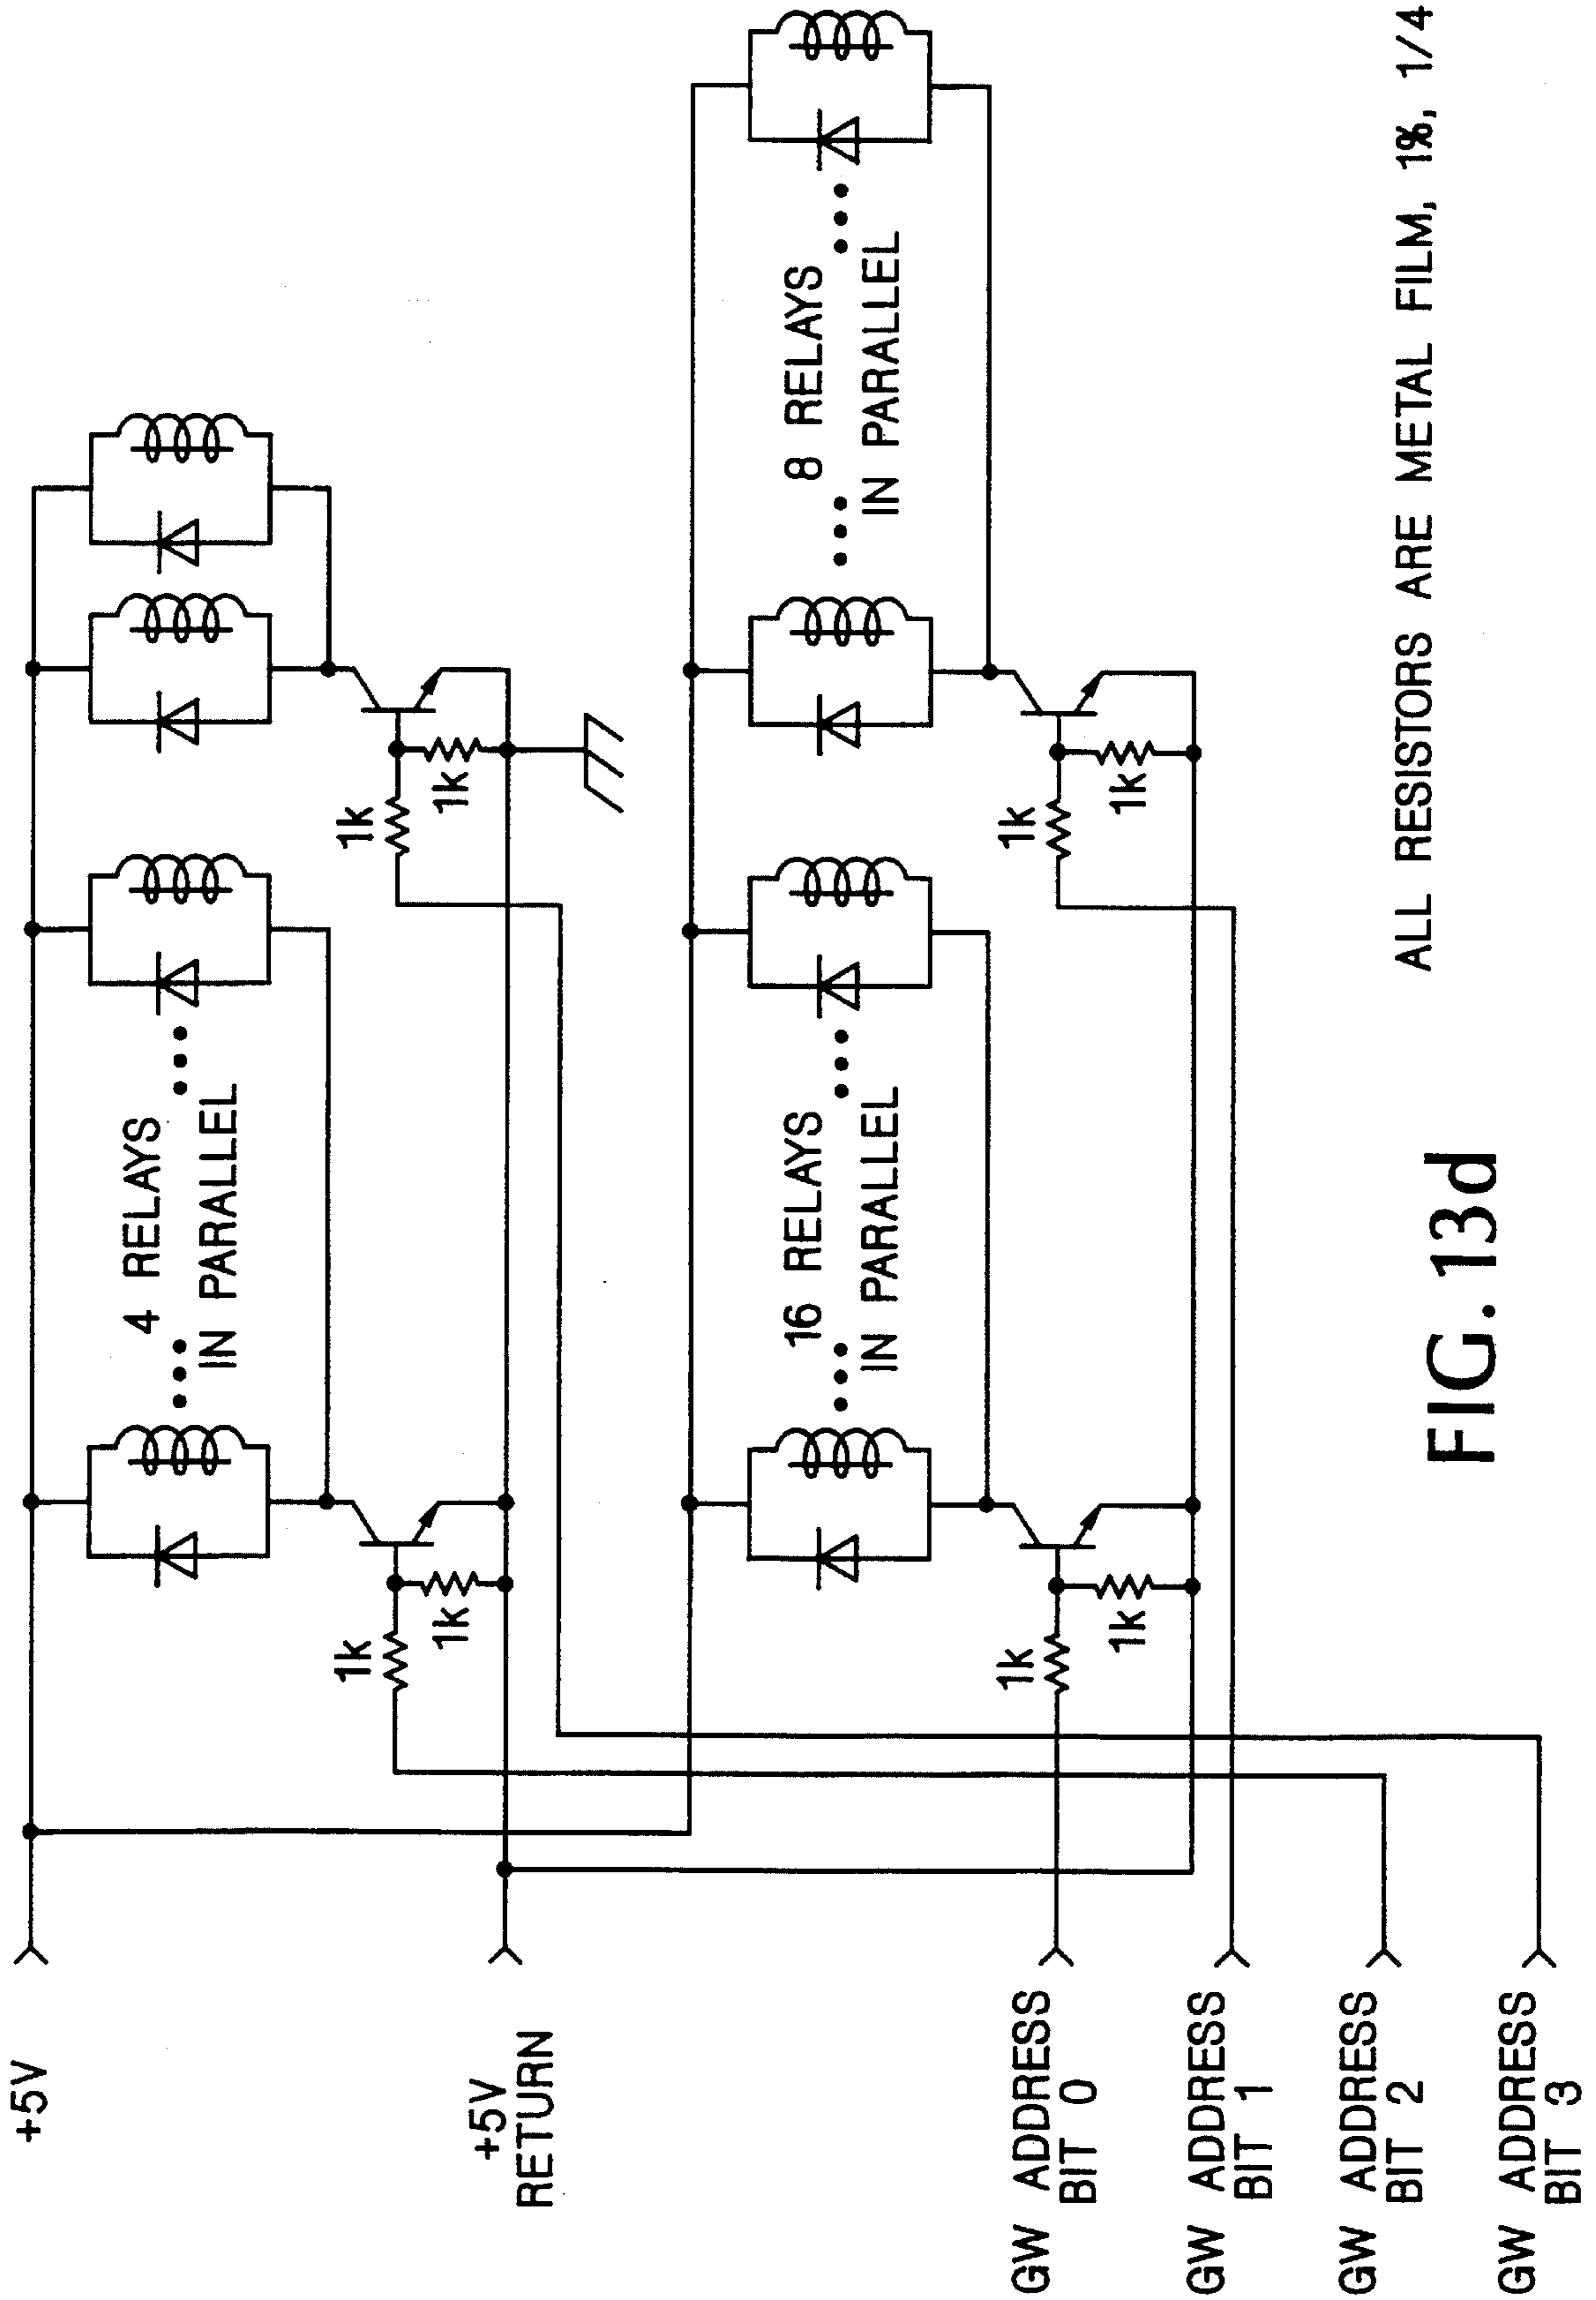 +5V
+5V
RETURN
GW ADDRESS
BIT 0
GW ADDRESS
BIT 1
GW ADDRESS
BIT 2
GW ADDRESS
BIT 3
4 RELAYS
IN PARALLEL
1k
1k
1k
1k
16 RELAYS
IN PARALLEL
1k
1k
8 RELAYS
IN PARALLEL
1k
1k
ALL RESISTORS ARE METAL FILM, 1%, 1/4
FIG. 13d